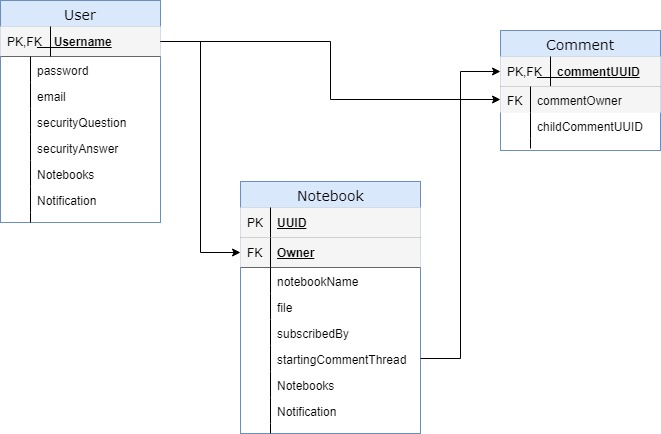 User
PK,FK Username
password
email
securityQuestion
securityAnswer
Notebooks
Notification
Comment
PK,FK commentUUID
FK commentOwner
childCommentUUID
Notebook
PK UUID
FK Owner
notebookName
file
subscribedBy
startingCommentThread
Notebooks
Notification